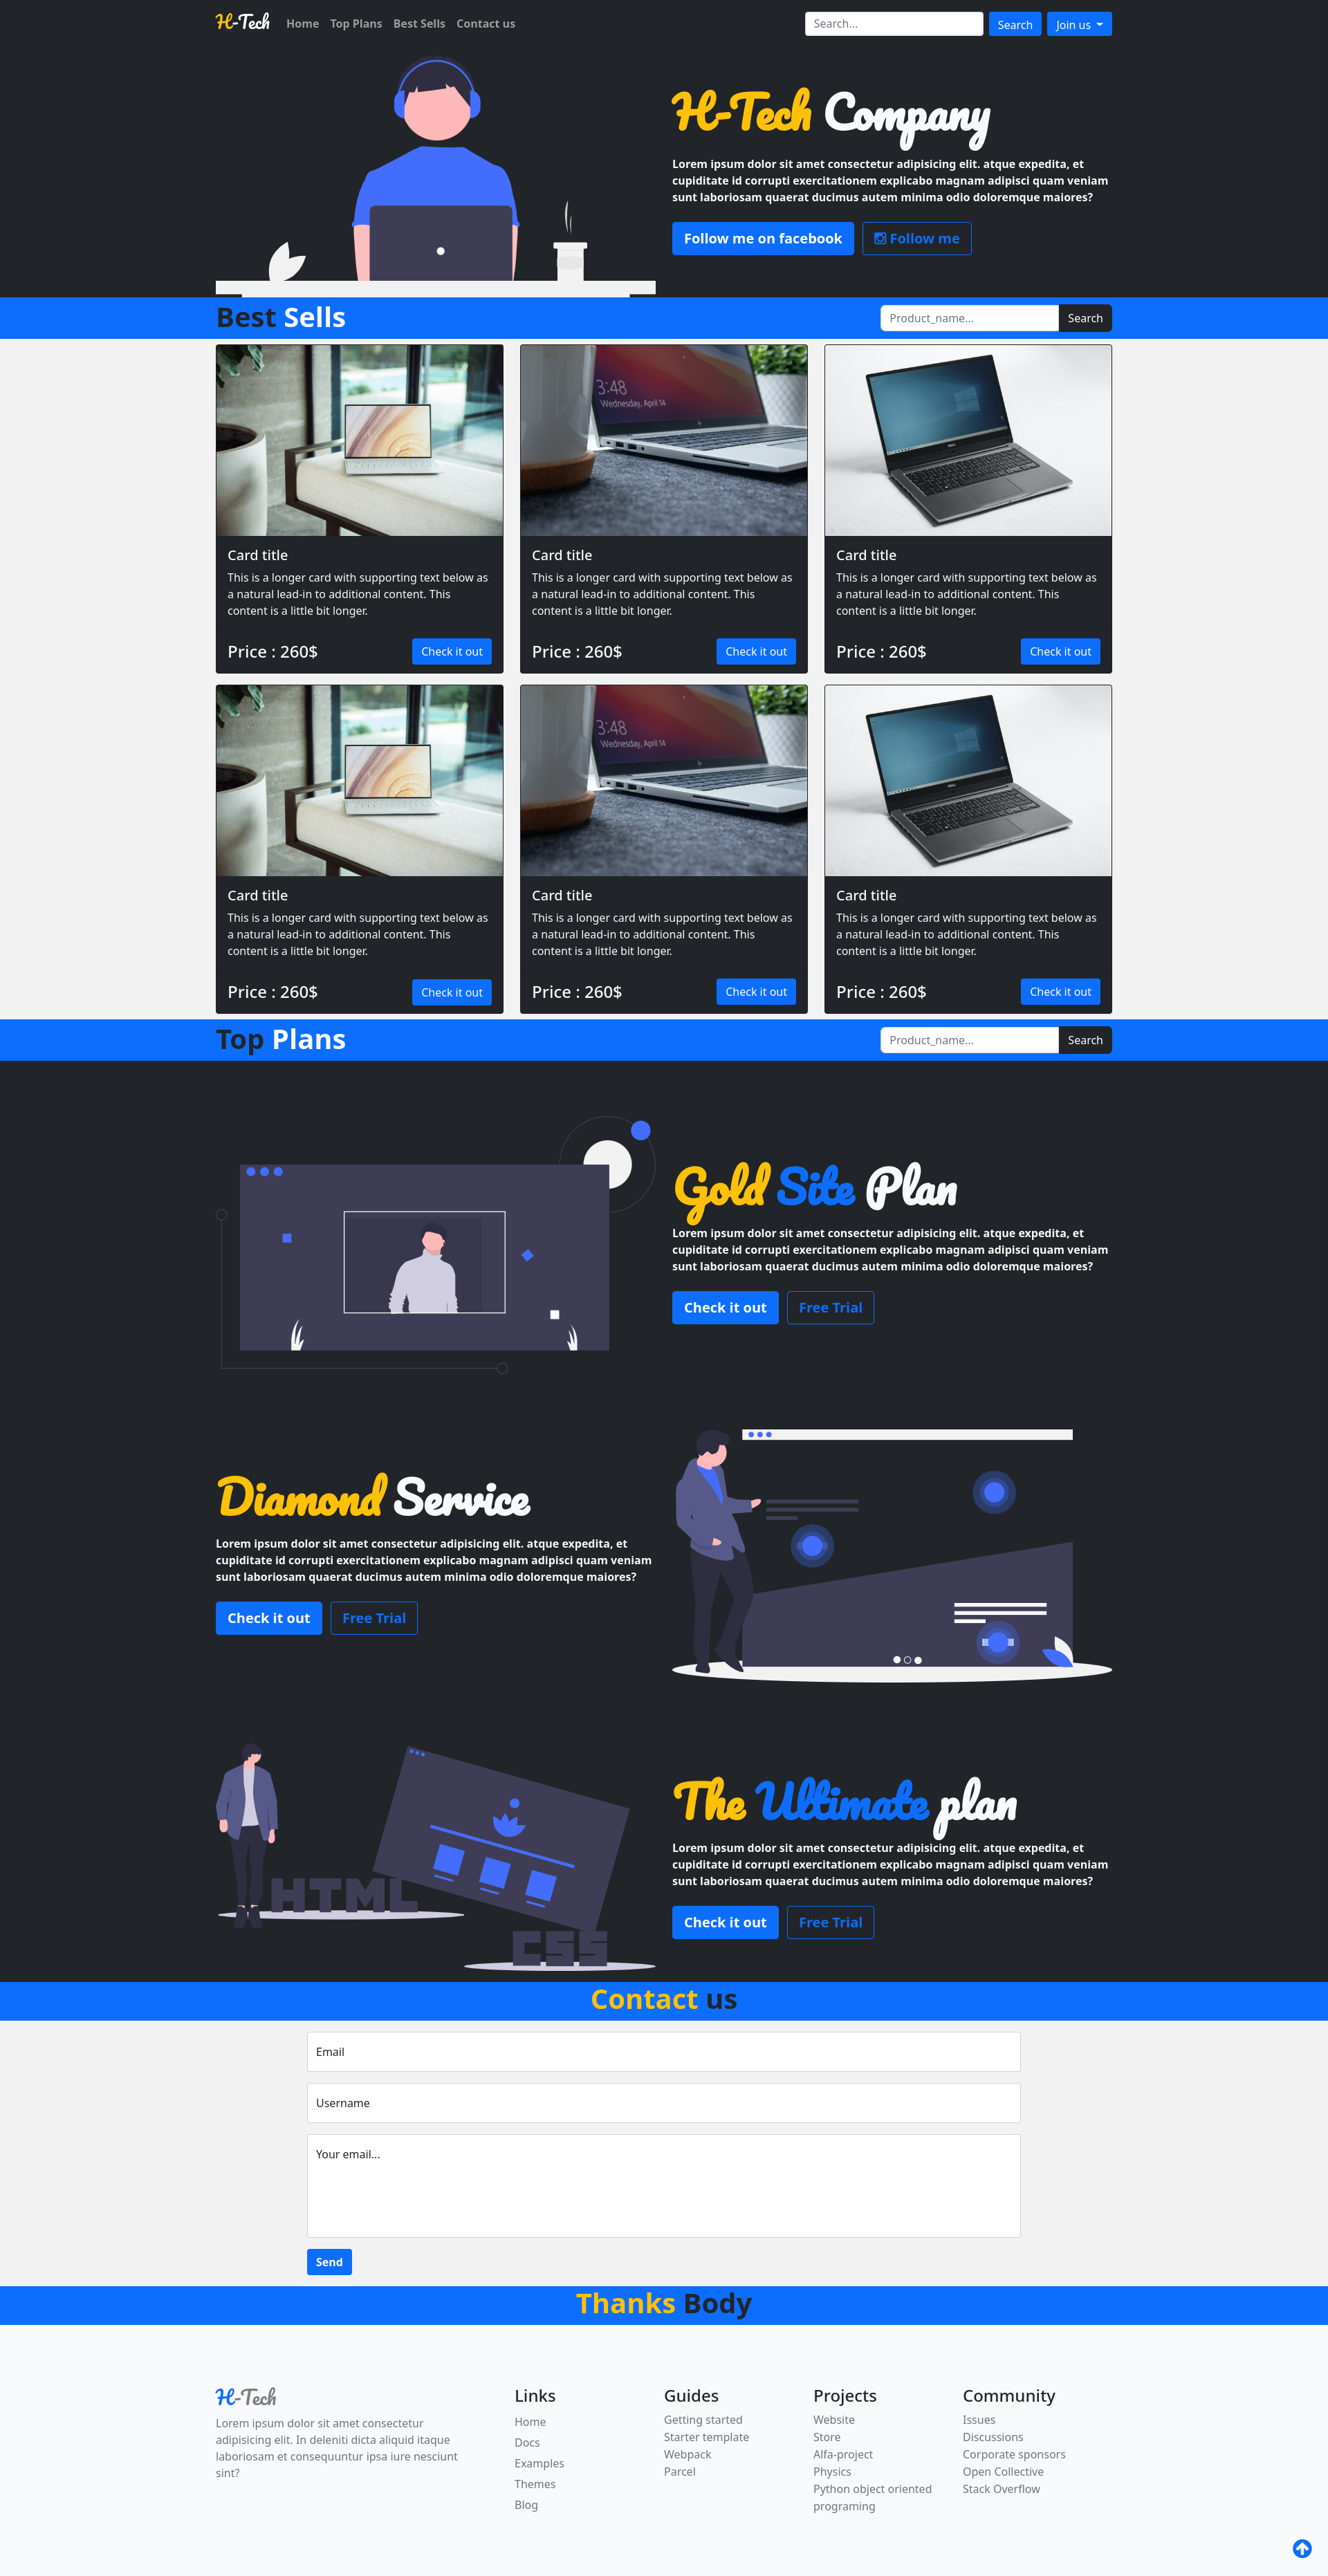 H-Tech Home Top Plans Best Sells Contact us Search... Search Join us
H-Tech Company
Lorem ipsum dolor sit amet consectetur adipisicing elit. atque expedita, et
cupiditate id corrupti exercitationem explicabo magnam adipisci quam veniam
sunt laboriosam quaerat ducimus autem minima odio doloremque maiores?
Follow me on facebook Follow me
Best Sells Product_name... Search
3:48
Wednesday, April 14
Card title
This is a longer card with supporting text below as
a natural lead-in to additional content. This
content is a little bit longer.
Price : 260$ Check it out
Card title
This is a longer card with supporting text below as
a natural lead-in to additional content. This
content is a little bit longer.
Price : 260$ Check it out
Card title
This is a longer card with supporting text below as
a natural lead-in to additional content. This
content is a little bit longer.
Price : 260$ Check it out
3:48
Wednesday, April 14
Card title
This is a longer card with supporting text below as
a natural lead-in to additional content. This
content is a little bit longer.
Price : 260$ Check it out
Card title
This is a longer card with supporting text below as
a natural lead-in to additional content. This
content is a little bit longer.
Price : 260$ Check it out
Card title
This is a longer card with supporting text below as
a natural lead-in to additional content. This
content is a little bit longer.
Price : 260$ Check it out
Top Plans Product_name... Search
Gold Site Plan
Lorem ipsum dolor sit amet consectetur adipisicing elit. atque expedita, et
cupiditate id corrupti exercitationem explicabo magnam adipisci quam veniam
sunt laboriosam quaerat ducimus autem minima odio doloremque maiores?
Check it out Free Trial
Diamond Service
Lorem ipsum dolor sit amet consectetur adipisicing elit. atque expedita, et
cupiditate id corrupti exercitationem explicabo magnam adipisci quam veniam
sunt laboriosam quaerat ducimus autem minima odio doloremque maiores?
Check it out Free Trial
HTML
CSS
The Ultimate plan
Lorem ipsum dolor sit amet consectetur adipisicing elit. atque expedita, et
cupiditate id corrupti exercitationem explicabo magnam adipisci quam veniam
sunt laboriosam quaerat ducimus autem minima odio doloremque maiores?
Check it out Free Trial
Contact us
Email
Username
Your email...
Send
Thanks Body
H-Tech
Lorem ipsum dolor sit amet consectetur
adipisicing elit. In deleniti dicta aliquid itaque
laboriosam et consequuntur ipsa iure nesciunt
sint?
Links
Home
Docs
Examples
Themes
Blog
Guides
Getting started
Starter template
Webpack
Parcel
Projects
Website
Store
Alfa-project
Physics
Python object oriented
programing
Community
Issues
Discussions
Corporate sponsors
Open Collective
Stack Overflow